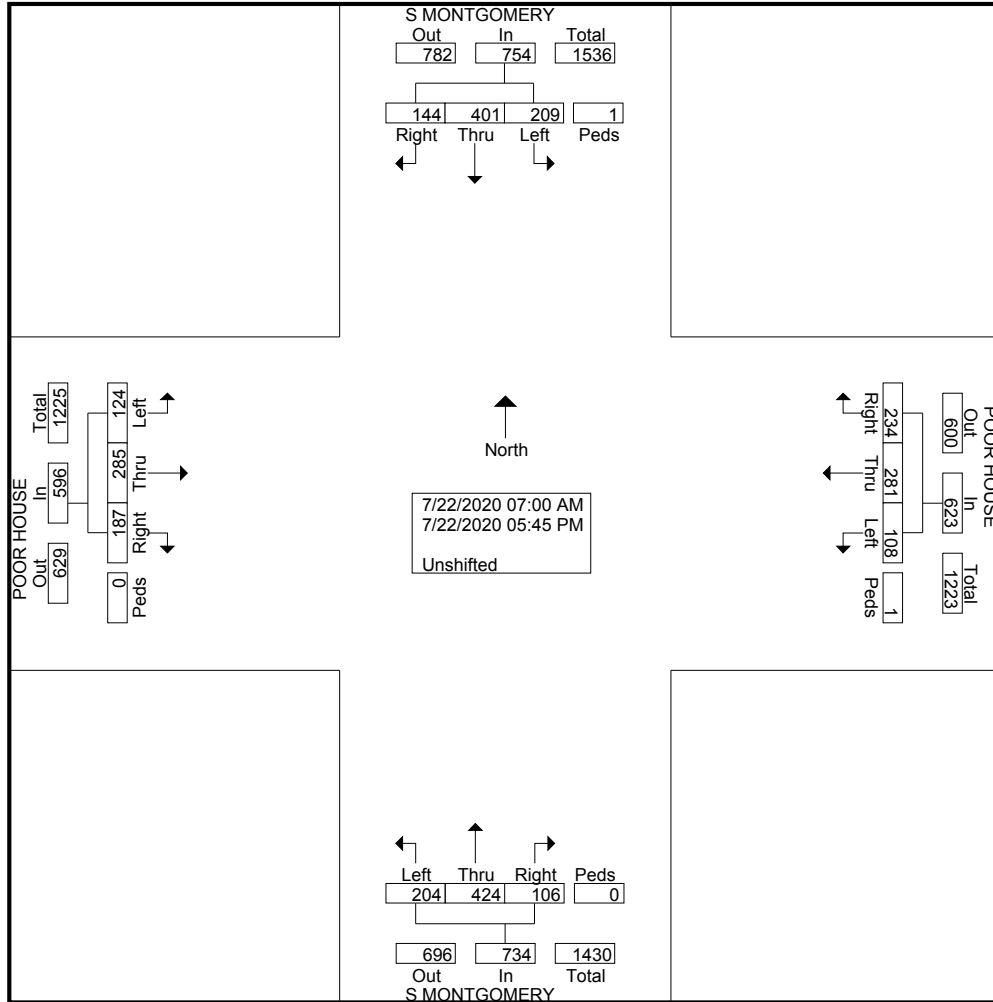 S MONTGOMERY
Out In Total
782 754 1536
144 401 209 1
Right Thru Left Peds
POOR HOUSE
Total In Out
1225 596 629
124 285 187 0
Left Thru Right Peds
North
7/22/2020 07:00 AM
7/22/2020 05:45 PM
Unshifted
POOR HOUSE
Out In Total
600 623 1223
234 281 108 1
Right Thru Left Peds
Left Thru Right Peds
204 424 106 0
696 734 1430
Out In Total
S MONTGOMERY